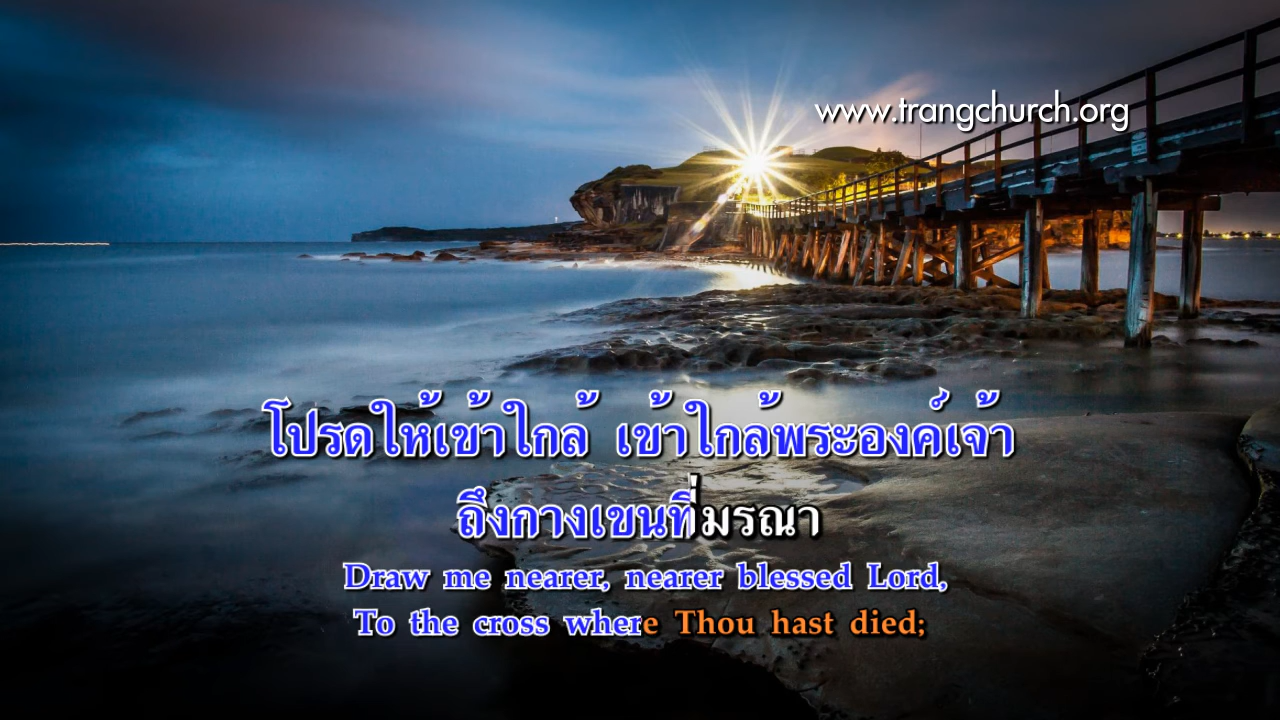 www.trangchurch.org
โปรดให้เข้าใกล้ เข้าใกล้พระองค์เจ้า
ถึงกางเขนที่มรณา
Draw me nearer, nearer blessed Lord,
To the cross where Thou hast died;